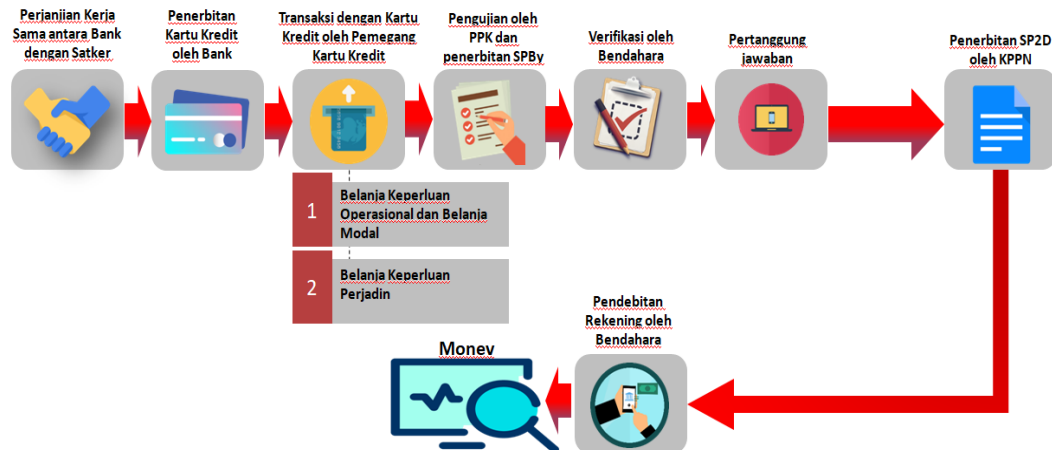 Perjanjian Kerja
Sama antara Bank
dengan Satker
Penerbitan
Kartu Kredit
oleh Bank
Transaksi dengan Kartu
Kredit oleh Pemegang
Kartu Kredit
Pengujian oleh
PPK dan
penerbitan SPBy
Verifikasi oleh
Bendahara
Pertanggung
jawaban
Penerbitan SP2D
oleh KPPN
1
Belanja Keperluan
Operasional dan Belanja
Modal
2
Belanja Keperluan
Perjadin
Pendebitan
Rekening oleh
Bendahara
Monev